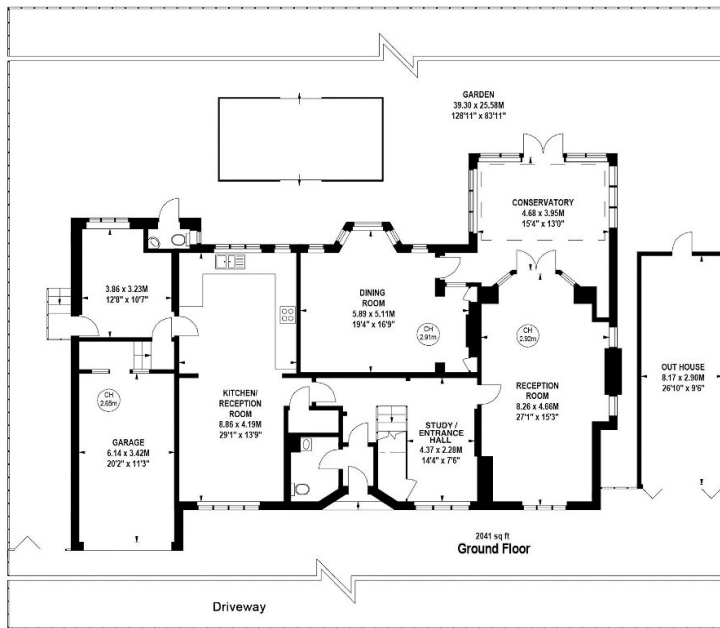 GARDEN
39.30 x 25.58M
128'11" x 83'11"
CONSERVATORY
4.68 x 3.95M
15'4" x 13'0"
3.86 x 3.23M
12'8" x 10'7"
DINING
ROOM
5.89 x 5.11M
19'4" x 16'9"
CH
2.91m
CH
2.92m
OUT HOUSE
8.17 x 2.90M
26'10" x 9'6"
CH
2.65m
KITCHEN/
RECEPTION
ROOM
8.86 x 4.19M
29'1" x 13'9"
RECEPTION
ROOM
8.26 x 4.66M
27'1" x 15'3"
GARAGE
6.14 x 3.42M
20'2" x 11'3"
STUDY /
ENTRANCE
HALL
4.37 x 2.28M
14'4" x 7'6"
2041 sq ft
Ground Floor
Driveway